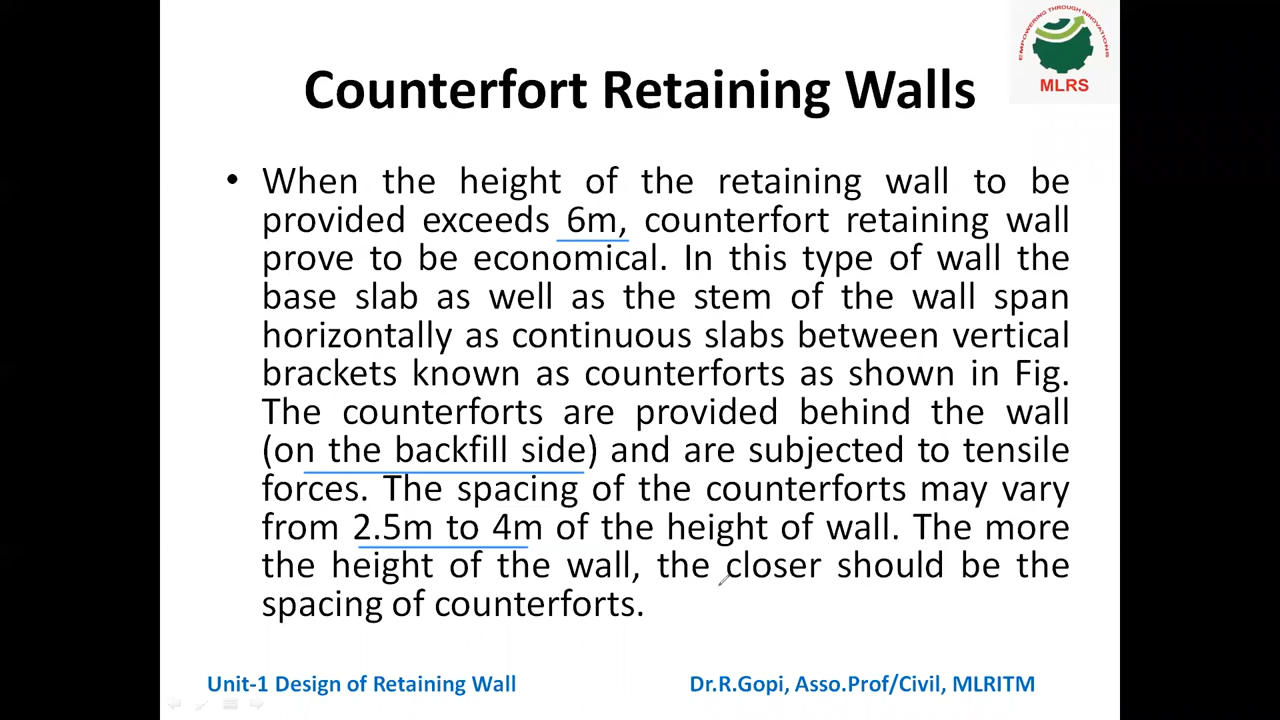 EMPOWERING THROUGH INNOVATIONS
MLRS
Counterfort Retaining Walls
• When the height of the retaining wall to be
provided exceeds 6m, counterfort retaining wall
prove to be economical. In this type of wall the
base slab as well as the stem of the wall span
horizontally as continuous slabs between vertical
brackets known as counterforts as shown in Fig.
The counterforts are provided behind the wall
(on the backfill side) and are subjected to tensile
forces. The spacing of the counterforts may vary
from 2.5m to 4m of the height of wall. The more
the height of the wall, the closer should be the
spacing of counterforts.
Unit-1 Design of Retaining Wall
Dr.R.Gopi, Asso.Prof/Civil, MLRITM